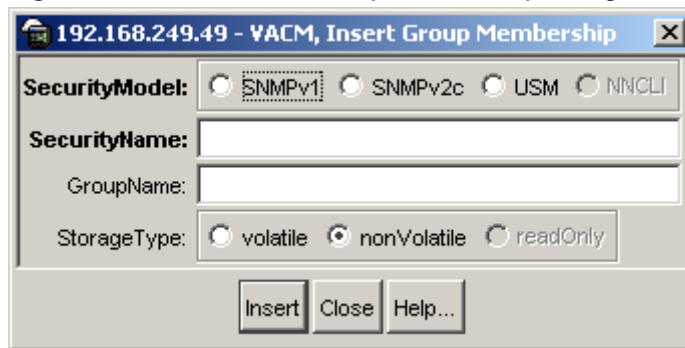 192.168.249.49 - VACM, Insert Group Membership
SecurityModel: SNMPv1 SNMPv2c USM NNCLI
SecurityName:
GroupName:
StorageType: volatile nonVolatile readOnly
Insert Close Help...